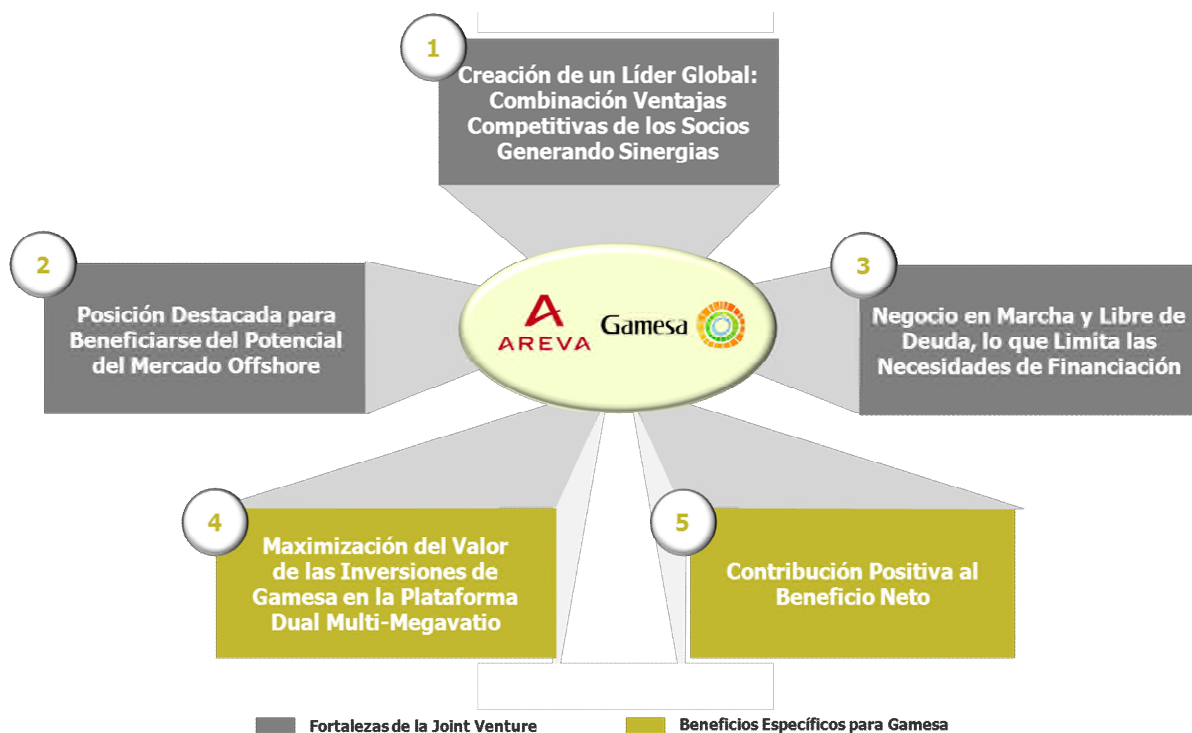 1
Creación de un Líder Global:
Combinación Ventajas
Competitivas de los Socios
Generando Sinergias
2
Posición Destacada para
Beneficiarse del Potencial
del Mercado Offshore
AREVA
Gamesa
3
Negocio en Marcha y Libre de
Deuda, lo que Limita las
Necesidades de Financiación
4
Maximización del Valor
de las Inversiones de
Gamesa en la Plataforma
Dual Multi-Megavatio
5
Contribución Positiva al
Beneficio Neto
Fortalezas de la Joint Venture
Beneficios Específicos para Gamesa